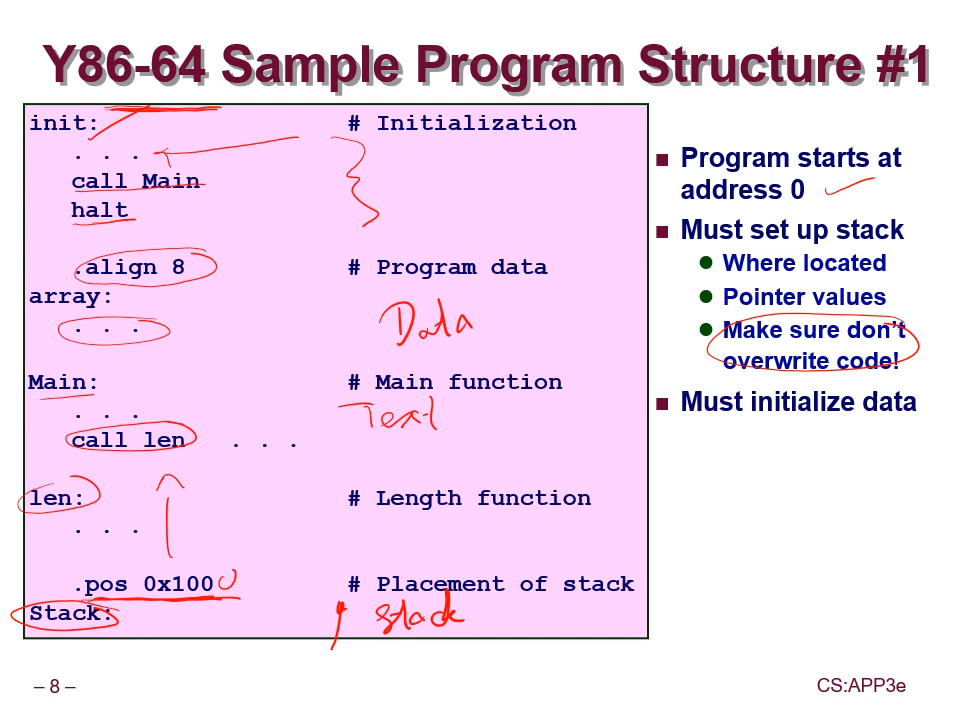 Y86-64 Sample Program Structure #1
init: # Initialization
. . .
call Main
halt
.align 8 # Program data
array:
. . .
Data
Main: # Main function
. . .
Text
call len . . .
len: # Length function
. . .
.pos 0x100 0 # Placement of stack
Stack:
stack
■ Program starts at
address 0
■ Must set up stack
● Where located
● Pointer values
● Make sure don't
overwrite code!
■ Must initialize data
– 8 –
CS:APP3e